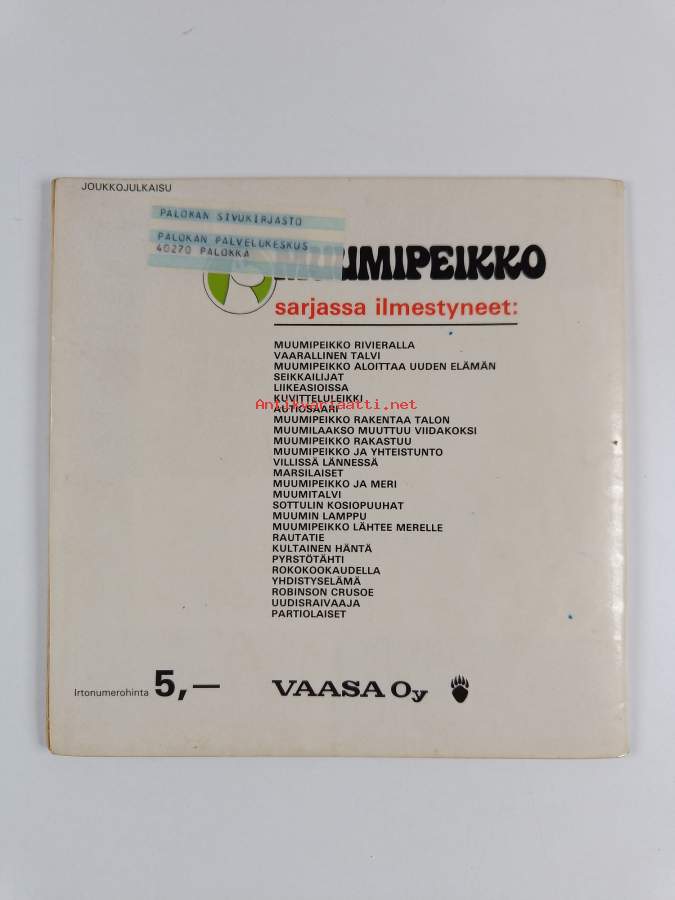 JOUKKOJULKAISU
PALOKAN SIVUKIRJASTO
PALOKAN PALVELUKESKUS
40270 PALOKKA
MUUMIPEIKKO
sarjassa ilmestyneet:
MUUMIPEIKKO RIVIERALLA
VAARALLINEN TALVI
MUUMIPEIKKO ALOITTAA UUDEN ELÄMÄN
SEIKKAILIJAT
LIIKEASIOISSA
KUVITTELULEIKKI
Antikvariaatti.net
AUTIOSAARI
MUUMIPEIKKO RAKENTAA TALON
MUUMILAAKSO MUUTTUU VIIDAKOKSI
MUUMIPEIKKO RAKASTUU
MUUMIPEIKKO JA YHTEISTUNTO
VILLISSÄ LÄNNESSÄ
MARSILAISET
MUUMIPEIKKO JA MERI
MUUMITALVI
SOTTULIN KOSIOPUUHAT
MUUMIN LAMPPU
MUUMIPEIKKO LÄHTEE MERELLE
RAUTATIE
KULTAINEN HÄNTÄ
PYRSTÖTÄHTI
ROKOKOOKAUDELLA
YHDISTYSELÄMÄ
ROBINSON CRUSOE
UUDISRAIVAAJA
PARTIOLAISET
Irtonumerohinta 5,—
VAASA Oy